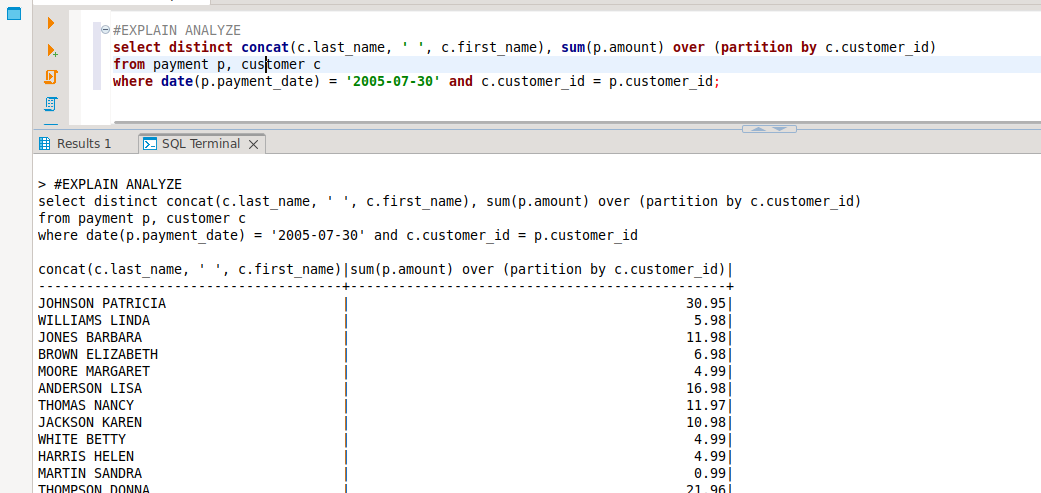 #EXPLAIN ANALYZE
select distinct concat(c.last_name, ' ', c.first_name), sum(p.amount) over (partition by c.customer_id)
from payment p, customer c
where date(p.payment_date) = '2005-07-30' and c.customer_id = p.customer_id;
Results 1 SQL Terminal
> #EXPLAIN ANALYZE
select distinct concat(c.last_name, ' ', c.first_name), sum(p.amount) over (partition by c.customer_id)
from payment p, customer c
where date(p.payment_date) = '2005-07-30' and c.customer_id = p.customer_id
concat(c.last_name, ' ', c.first_name)|sum(p.amount) over (partition by c.customer_id)|
--------------------------------------+-----------------------------------------------+
JOHNSON PATRICIA | 30.95|
WILLIAMS LINDA | 5.98|
JONES BARBARA | 11.98|
BROWN ELIZABETH | 6.98|
MOORE MARGARET | 4.99|
ANDERSON LISA | 16.98|
THOMAS NANCY | 11.97|
JACKSON KAREN | 10.98|
WHITE BETTY | 4.99|
HARRIS HELEN | 4.99|
MARTIN SANDRA | 0.99|
THOMPSON DONNA | 21.96|